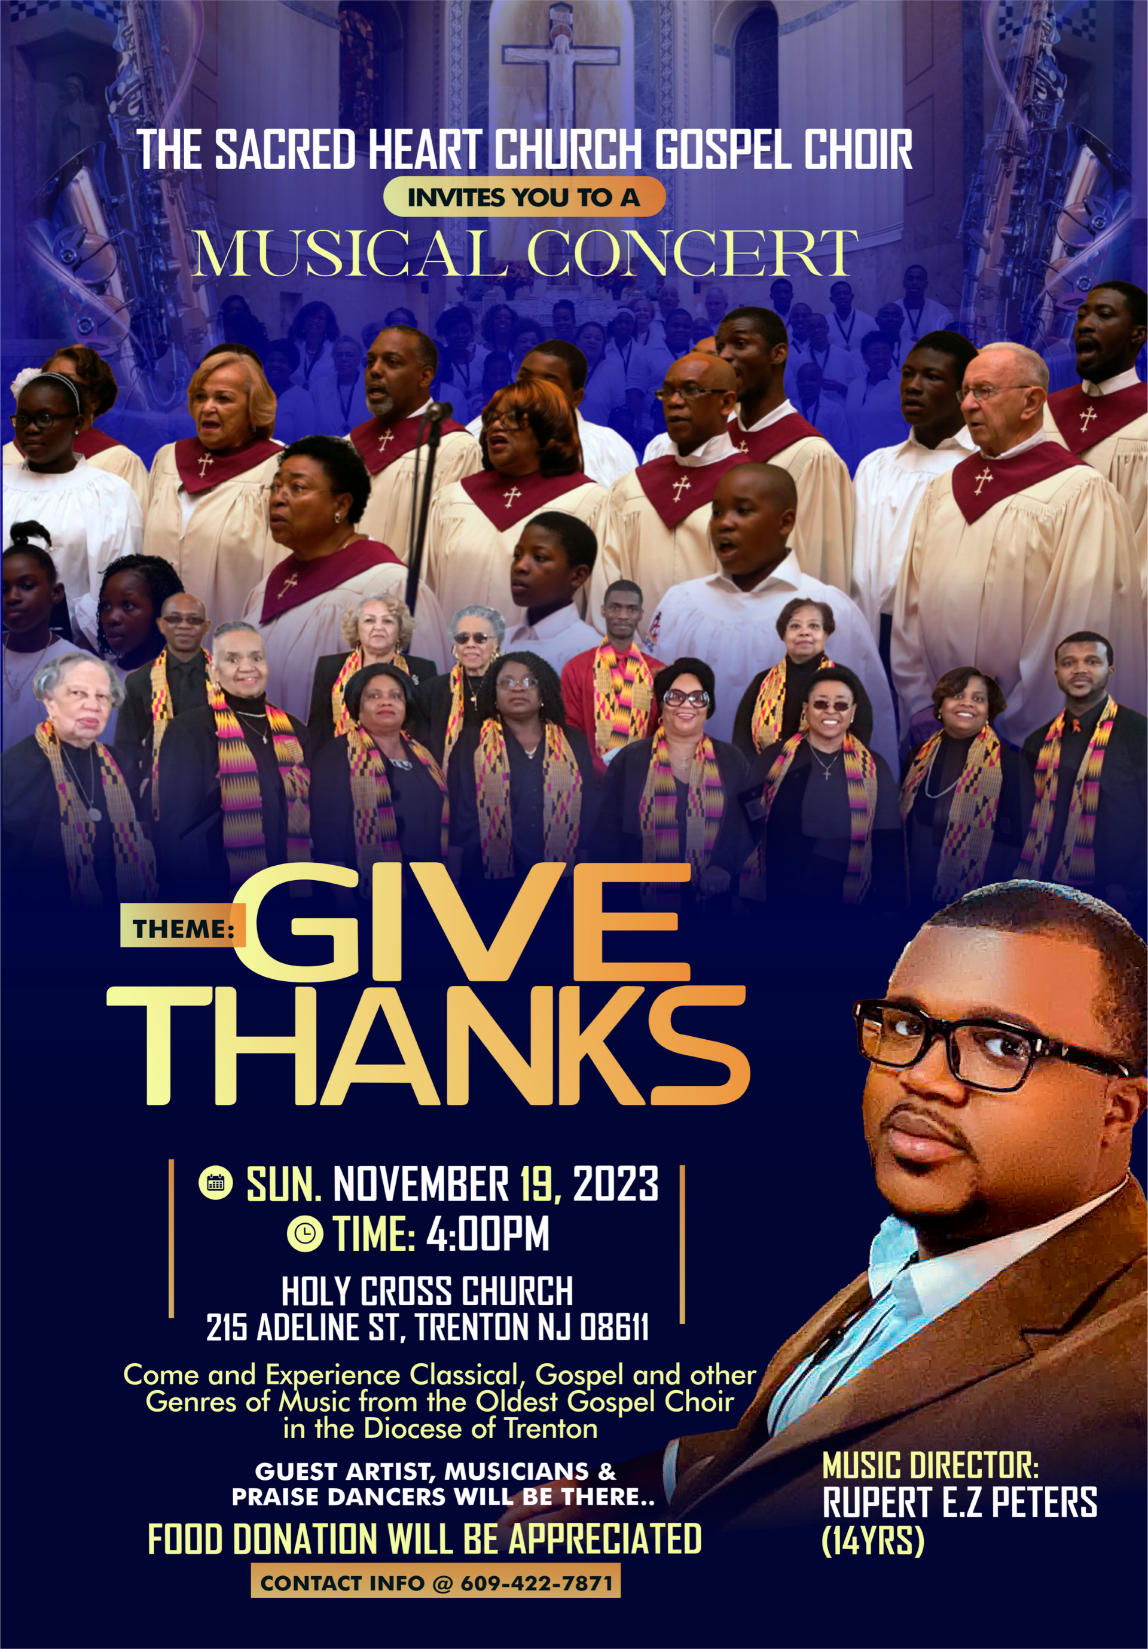 THE SACRED HEART CHURCH GOSPEL CHOIR
INVITES YOU TO A
MUSICAL CONCERT
THEME: GIVE
THANKS
SUN. NOVEMBER 19, 2023
TIME: 4:00PM
HOLY CROSS CHURCH
215 ADELINE ST, TRENTON NJ 08611
Come and Experience Classical, Gospel and other
Genres of Music from the Oldest Gospel Choir
in the Diocese of Trenton
GUEST ARTIST, MUSICIANS &
PRAISE DANCERS WILL BE THERE..
FOOD DONATION WILL BE APPRECIATED
CONTACT INFO @ 609-422-7871
MUSIC DIRECTOR:
RUPERT E.Z PETERS
(14YRS)